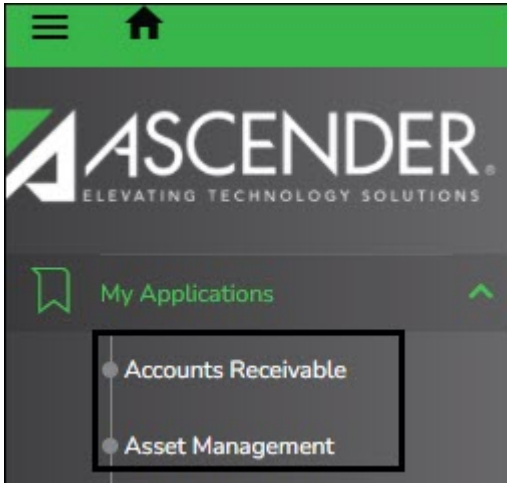 ASCENDER®
ELEVATING TECHNOLOGY SOLUTIONS
My Applications
Accounts Receivable
Asset Management